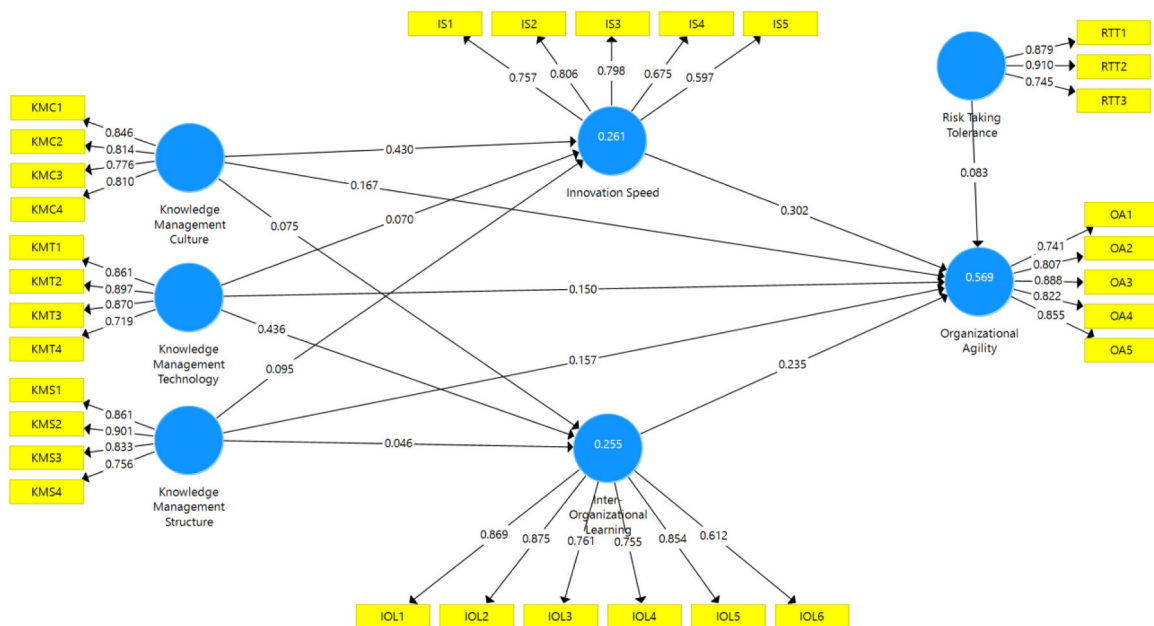 IS1
IS2
IS3
IS4
IS5
0.757
0.806
0.798
0.675
0.597
RTT1
RTT2
RTT3
0.879
0.910
0.745
Risk Taking
Tolerance
0.083
KMC1
KMC2
KMC3
KMC4
0.846
0.814
0.776
0.810
Knowledge
Management
Culture
0.430
0.167
0.075
0.261
Innovation Speed
0.302
KMT1
KMT2
KMT3
KMT4
0.861
0.897
0.870
0.719
Knowledge
Management
Technology
0.070
0.150
0.436
0.569
Organizational
Agility
OA1
OA2
OA3
OA4
OA5
0.741
0.807
0.888
0.822
0.855
KMS1
KMS2
KMS3
KMS4
0.861
0.901
0.833
0.756
Knowledge
Management
Structure
0.095
0.157
0.046
0.235
0.255
Inter-
Organizational
Learning
0.869
0.875
0.761
0.755
0.854
0.612
IOL1
IOL2
IOL3
IOL4
IOL5
IOL6